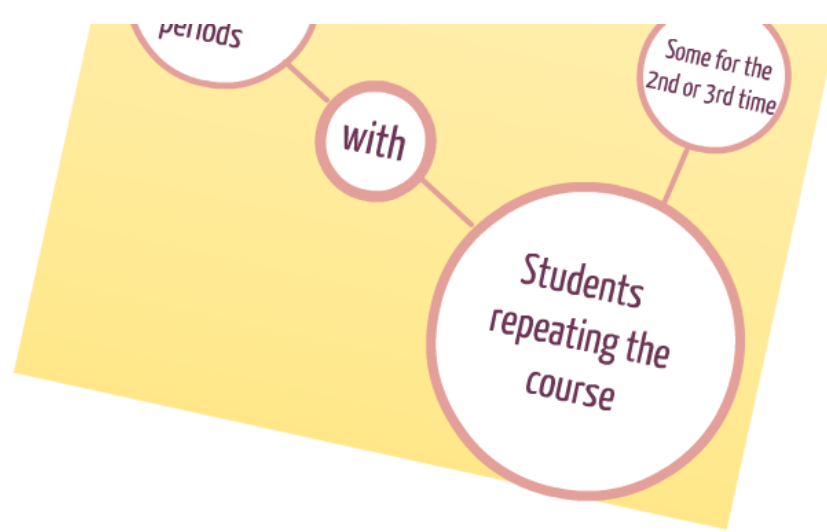 periods
with
Some for the
2nd or 3rd time
Students
repeating the
course